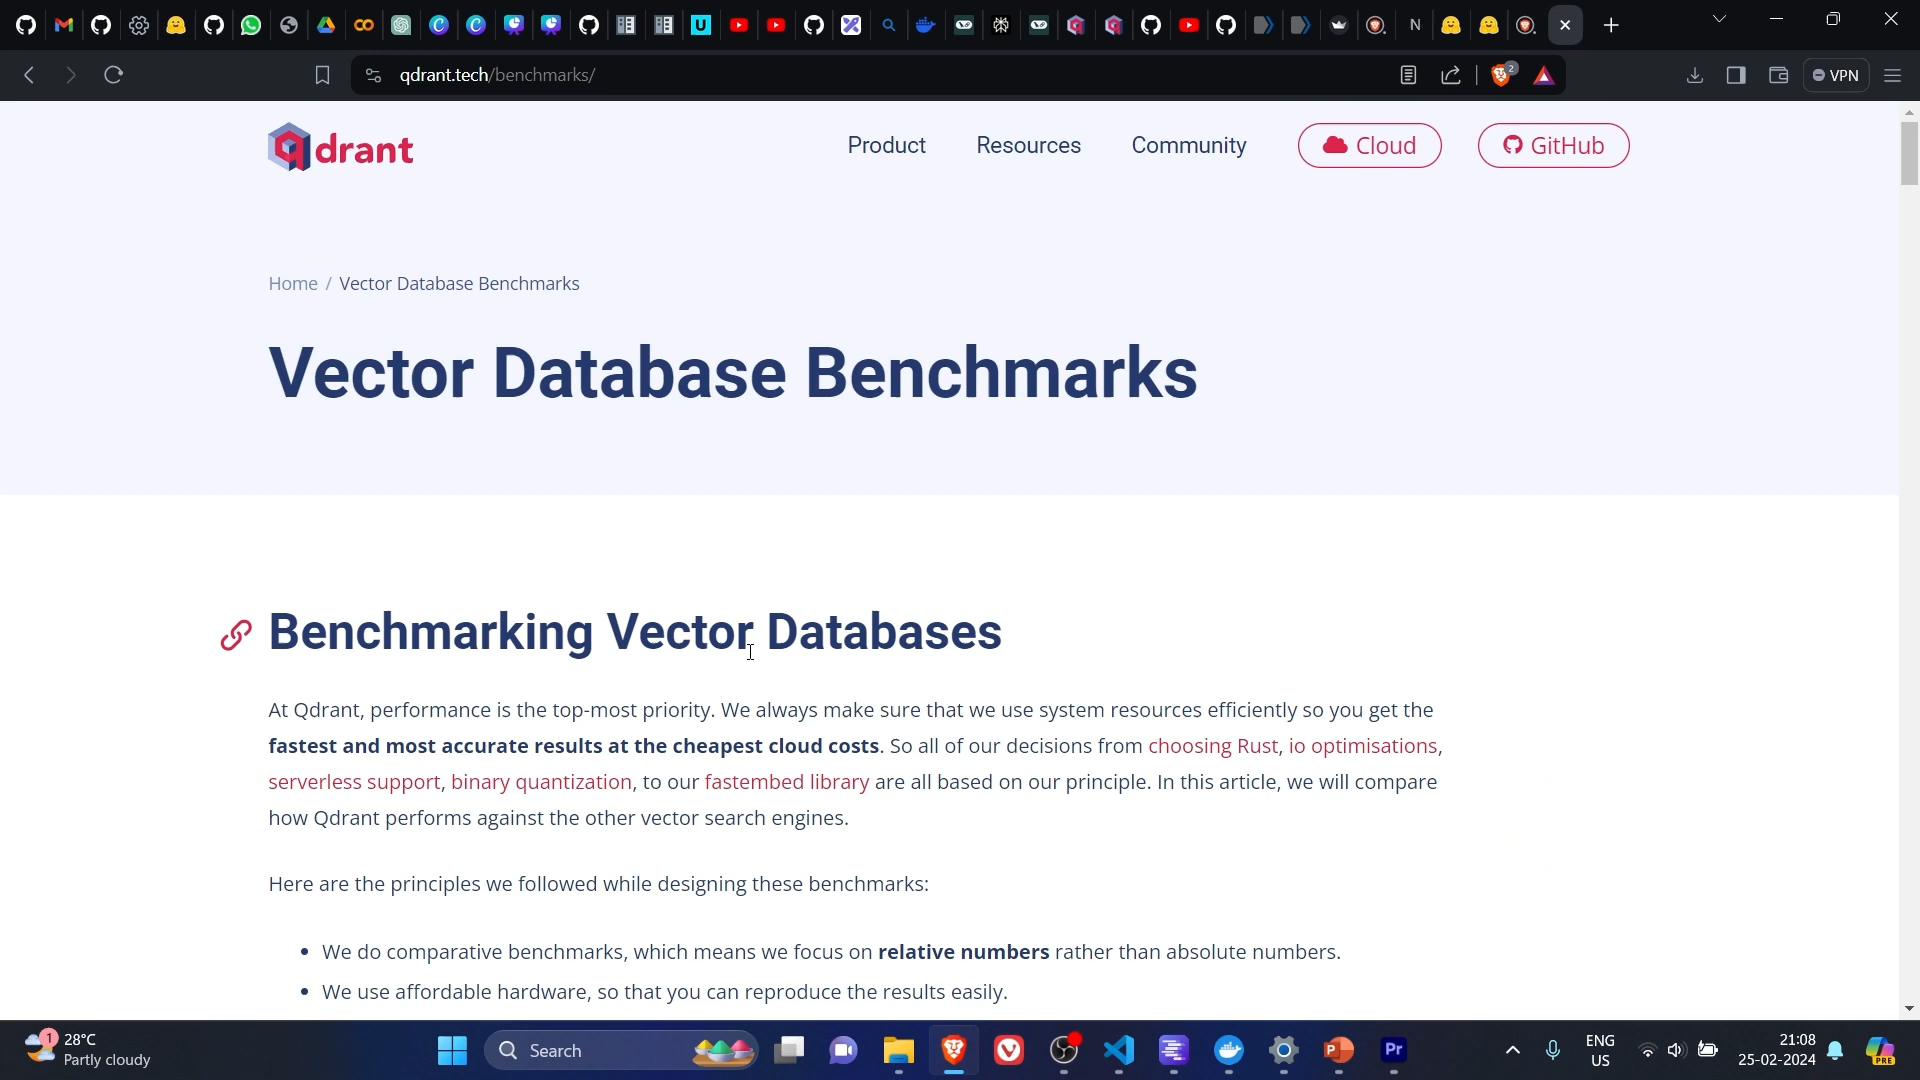 qdrant.tech/benchmarks/
2
VPN
qdrant
Product
Resources
Community
Cloud
GitHub
Home / Vector Database Benchmarks
Vector Database Benchmarks
Benchmarking Vector Databases
At Qdrant, performance is the top-most priority. We always make sure that we use system resources efficiently so you get the
fastest and most accurate results at the cheapest cloud costs. So all of our decisions from choosing Rust, io optimisations,
serverless support, binary quantization, to our fastembed library are all based on our principle. In this article, we will compare
how Qdrant performs against the other vector search engines.
Here are the principles we followed while designing these benchmarks:
• We do comparative benchmarks, which means we focus on relative numbers rather than absolute numbers.
• We use affordable hardware, so that you can reproduce the results easily.
1
28°C
Partly cloudy
Search
P
Pr
ENG
US
21:08
25-02-2024
PRE